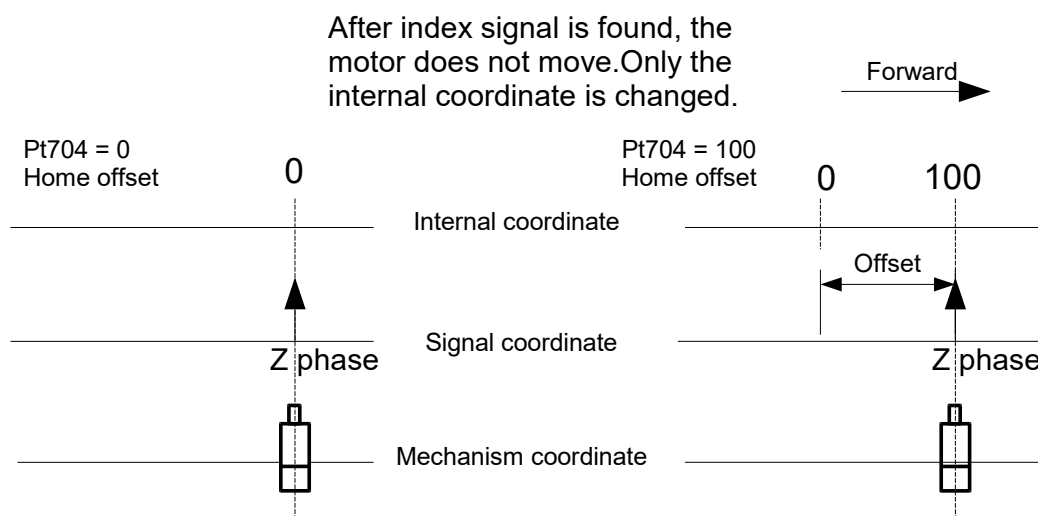 After index signal is found, the
motor does not move.Only the
internal coordinate is changed.
Forward
Pt704 = 0
Home offset
0
Pt704 = 100
Home offset
0
100
Internal coordinate
Offset
Signal coordinate
Z phase
Z phase
Mechanism coordinate